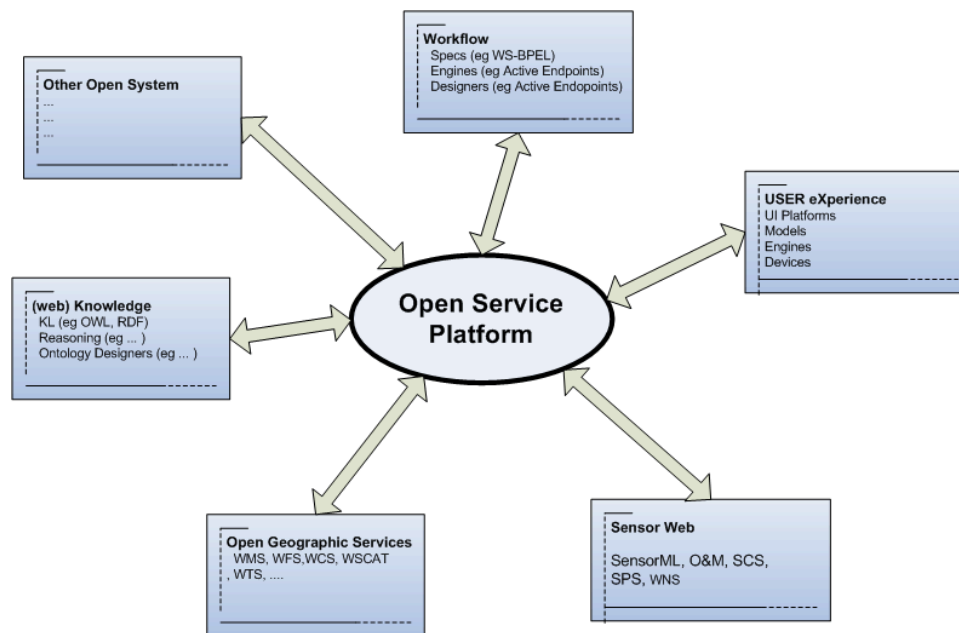 Workflow
Specs (eg WS-BPEL)
Engines (eg Active Endpoints)
Designers (eg Active Endopoints)
Other Open System
...
...
...
USER eXperience
UI Platforms
Models
Engines
Devices
(web) Knowledge
KL (eg OWL, RDF)
Reasoning (eg ... )
Ontology Designers (eg ... )
Open Service
Platform
Open Geographic Services
WMS, WFS,WCS, WSCAT
, WTS, ....
Sensor Web
SensorML, O&M, SCS,
SPS, WNS